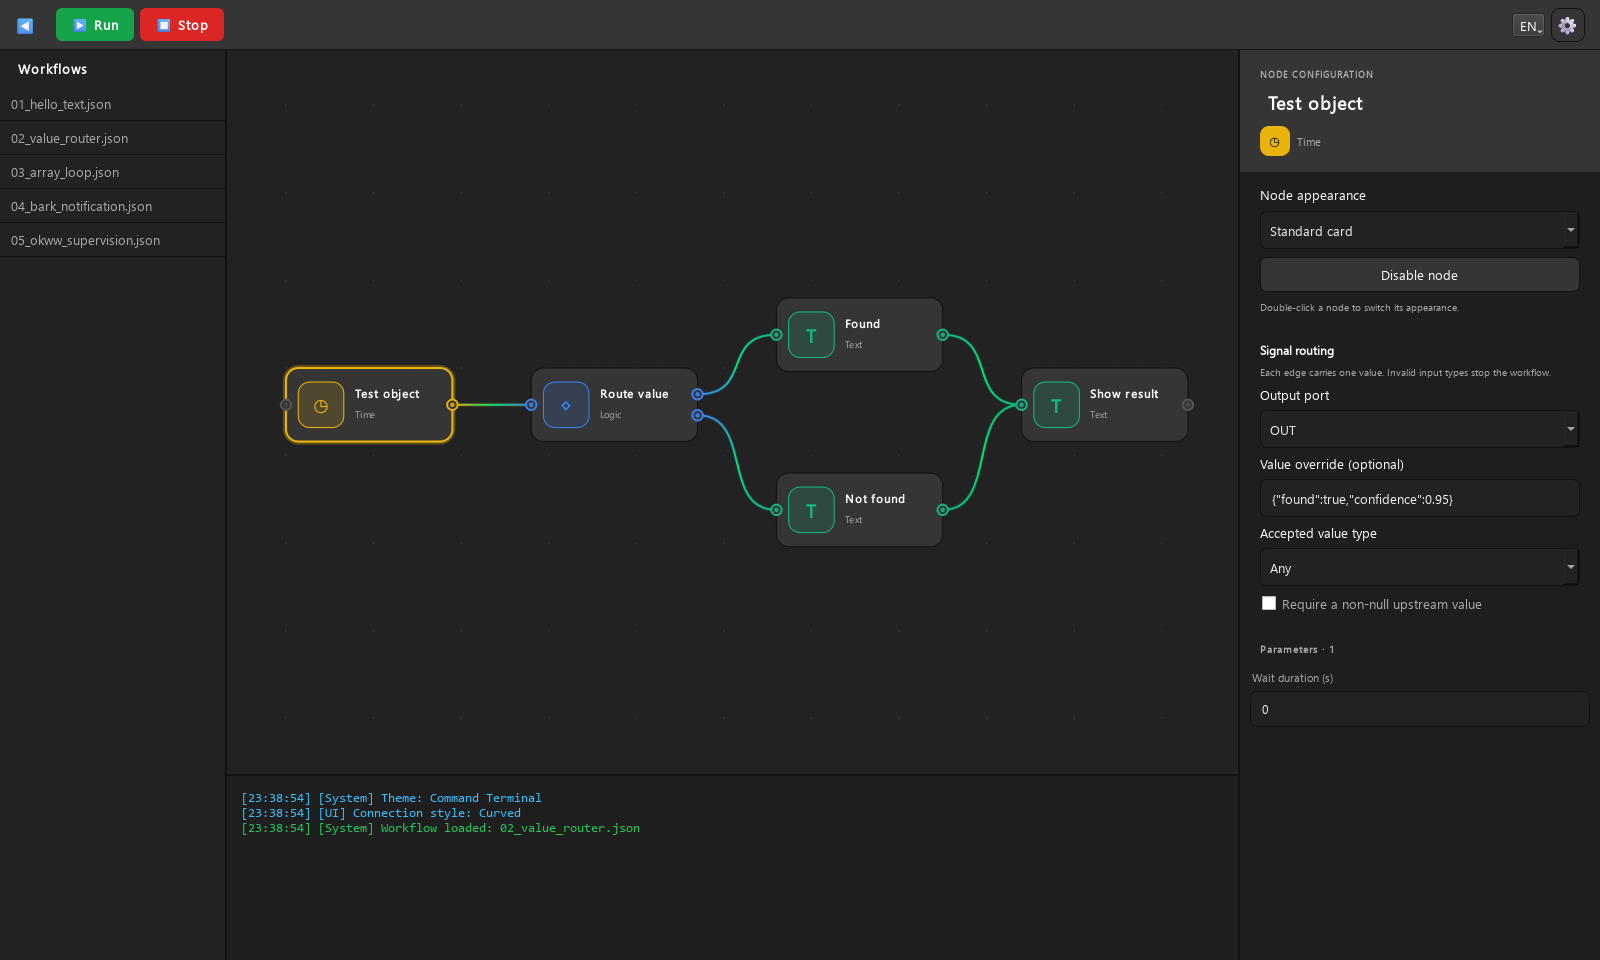 Run
Stop
EN
Workflows
01_hello_text.json
02_value_router.json
03_array_loop.json
04_bark_notification.json
05_okww_supervision.json
Test object
Time
Route value
Logic
Found
Text
Not found
Text
Show result
Text
[23:38:54] [System] Theme: Command Terminal
[23:38:54] [UI] Connection style: Curved
[23:38:54] [System] Workflow loaded: 02_value_router.json
NODE CONFIGURATION
Test object
Time
Node appearance
Standard card
Disable node
Double-click a node to switch its appearance.
Signal routing
Each edge carries one value. Invalid input types stop the workflow.
Output port
OUT
Value override (optional)
{"found":true,"confidence":0.95}
Accepted value type
Any
Require a non-null upstream value
Parameters · 1
Wait duration (s)
0